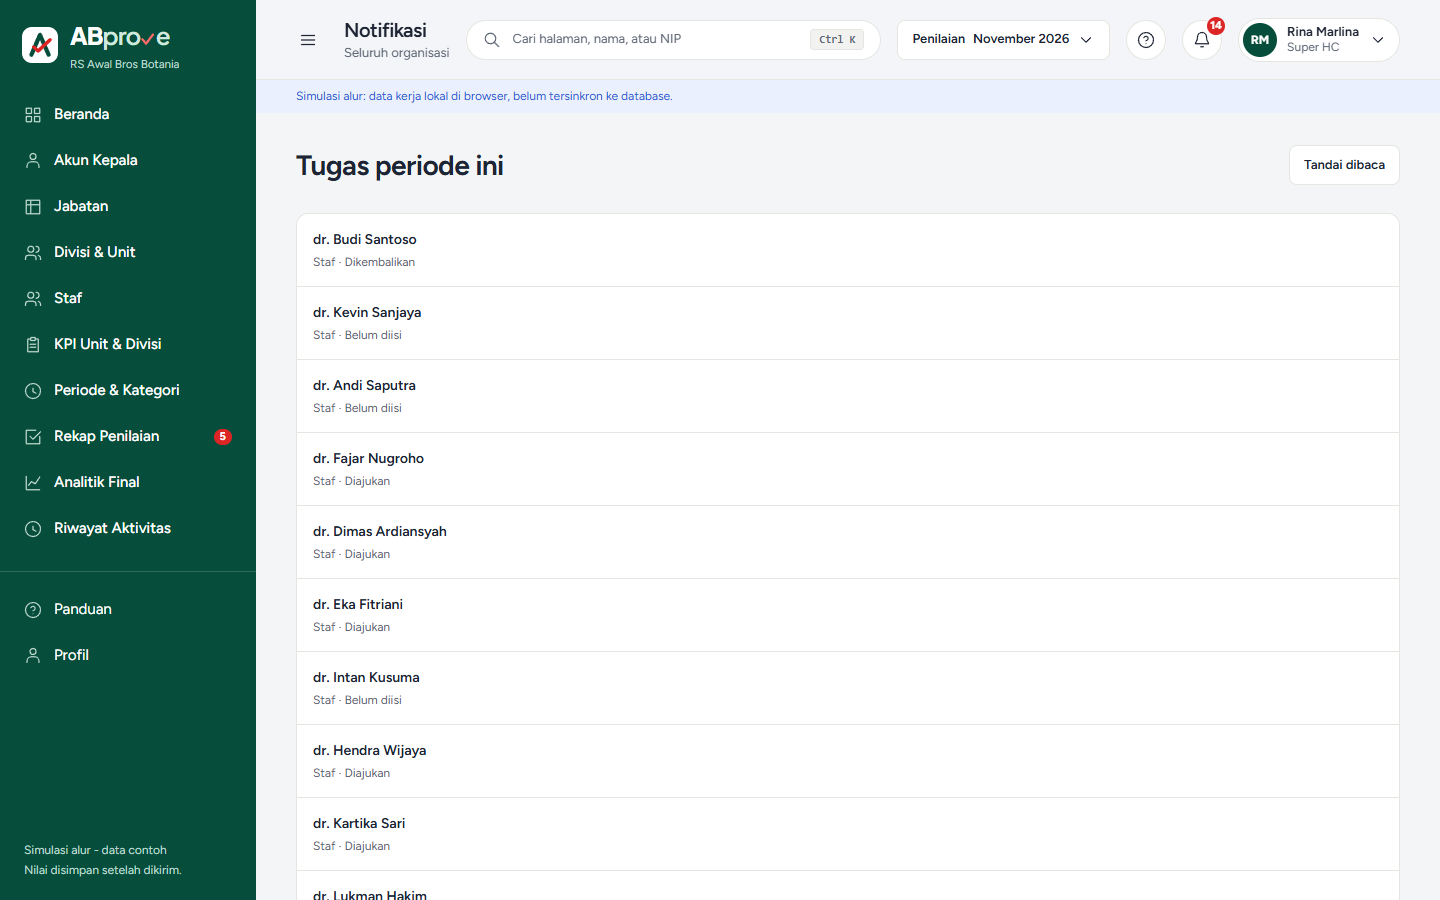 ABprove
RS Awal Bros Botania
Beranda
Akun Kepala
Jabatan
Divisi & Unit
Staf
KPI Unit & Divisi
Periode & Kategori
Rekap Penilaian 5
Analitik Final
Riwayat Aktivitas
Panduan
Profil
Simulasi alur - data contoh
Nilai disimpan setelah dikirim.
Notifikasi
Seluruh organisasi
Cari halaman, nama, atau NIP Ctrl K
Penilaian November 2026
14
RM
Rina Marlina
Super HC
Simulasi alur: data kerja lokal di browser, belum tersinkron ke database.
Tugas periode ini
Tandai dibaca
dr. Budi Santoso
Staf · Dikembalikan
dr. Kevin Sanjaya
Staf · Belum diisi
dr. Andi Saputra
Staf · Belum diisi
dr. Fajar Nugroho
Staf · Diajukan
dr. Dimas Ardiansyah
Staf · Diajukan
dr. Eka Fitriani
Staf · Diajukan
dr. Intan Kusuma
Staf · Belum diisi
dr. Hendra Wijaya
Staf · Diajukan
dr. Kartika Sari
Staf · Diajukan
dr. Lukman Hakim